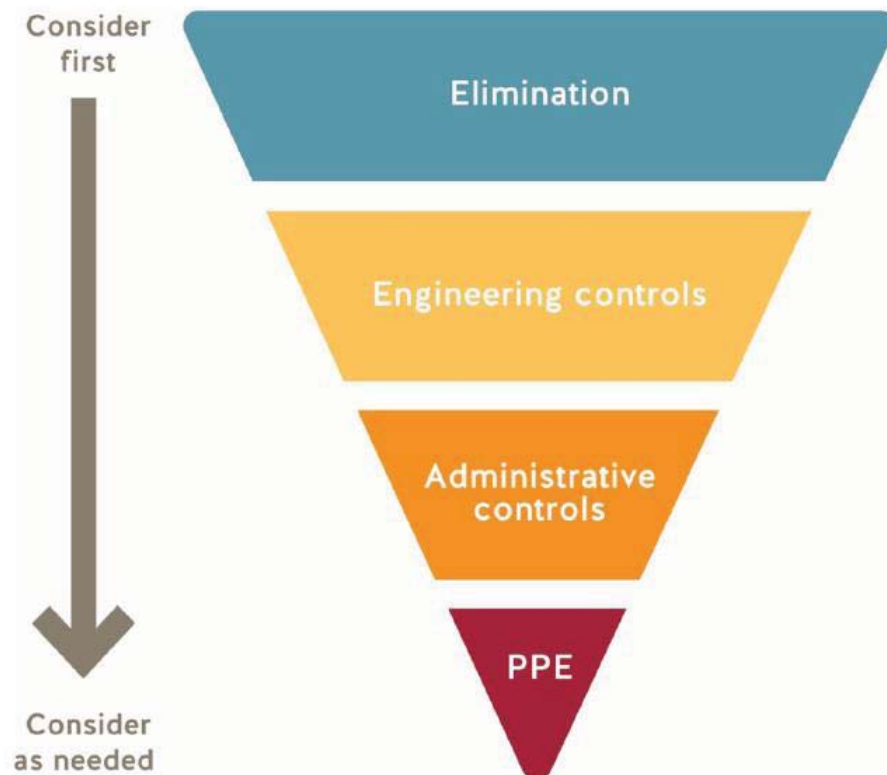 Consider
first
Elimination
Engineering controls
Administrative
controls
PPE
Consider
as needed